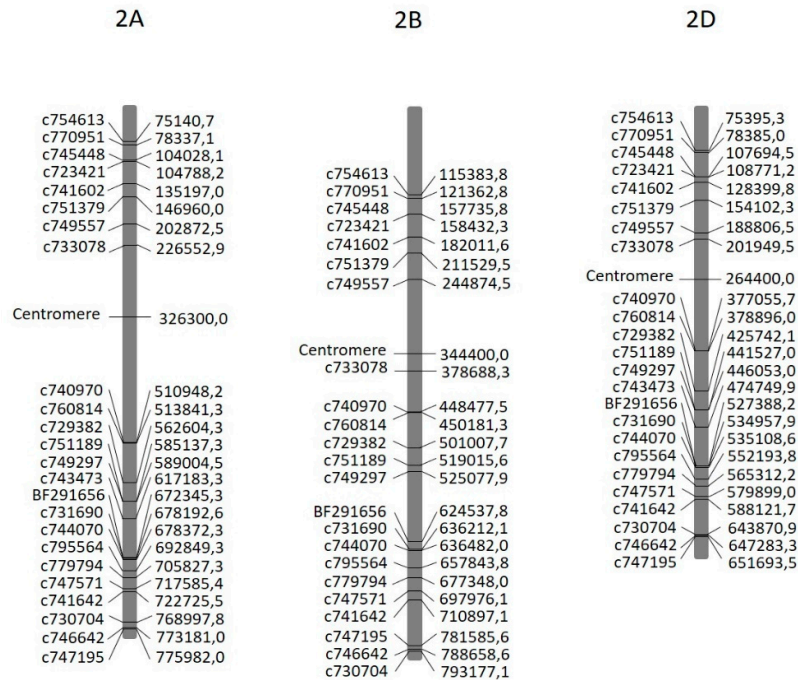 2A
c754613 75140,7
c770951 78337,1
c745448 104028,1
c723421 104788,2
c741602 135197,0
c751379 146960,0
c749557 202872,5
c733078 226552,9
Centromere 326300,0
c740970 510948,2
c760814 513841,3
c729382 562604,3
c751189 585137,3
c749297 589004,5
c743473 617183,3
BF291656 672345,3
c731690 678192,6
c744070 678372,3
c795564 692849,3
c779794 705827,3
c747571 717585,4
c741642 722725,5
c730704 768997,8
c746642 773181,0
c747195 775982,0
2B
c754613 115383,8
c770951 121362,8
c745448 157735,8
c723421 158432,3
c741602 182011,6
c751379 211529,5
c749557 244874,5
Centromere 344400,0
c733078 378688,3
c740970 448477,5
c760814 450181,3
c729382 501007,7
c751189 519015,6
c749297 525077,9
BF291656 624537,8
c731690 636212,1
c744070 636482,0
c795564 657843,8
c779794 677348,0
c747571 697976,1
c741642 710897,1
c747195 781585,6
c746642 788658,6
c730704 793177,1
2D
c754613 75395,3
c770951 78385,0
c745448 107694,5
c723421 108771,2
c741602 128399,8
c751379 154102,3
c749557 188806,5
c733078 201949,5
Centromere 264400,0
c740970 377055,7
c760814 378896,0
c729382 425742,1
c751189 441527,0
c749297 446053,0
c743473 474749,9
BF291656 527388,2
c731690 534957,9
c744070 535108,6
c795564 552193,8
c779794 565312,2
c747571 579899,0
c741642 588121,7
c730704 643870,9
c746642 647283,3
c747195 651693,5